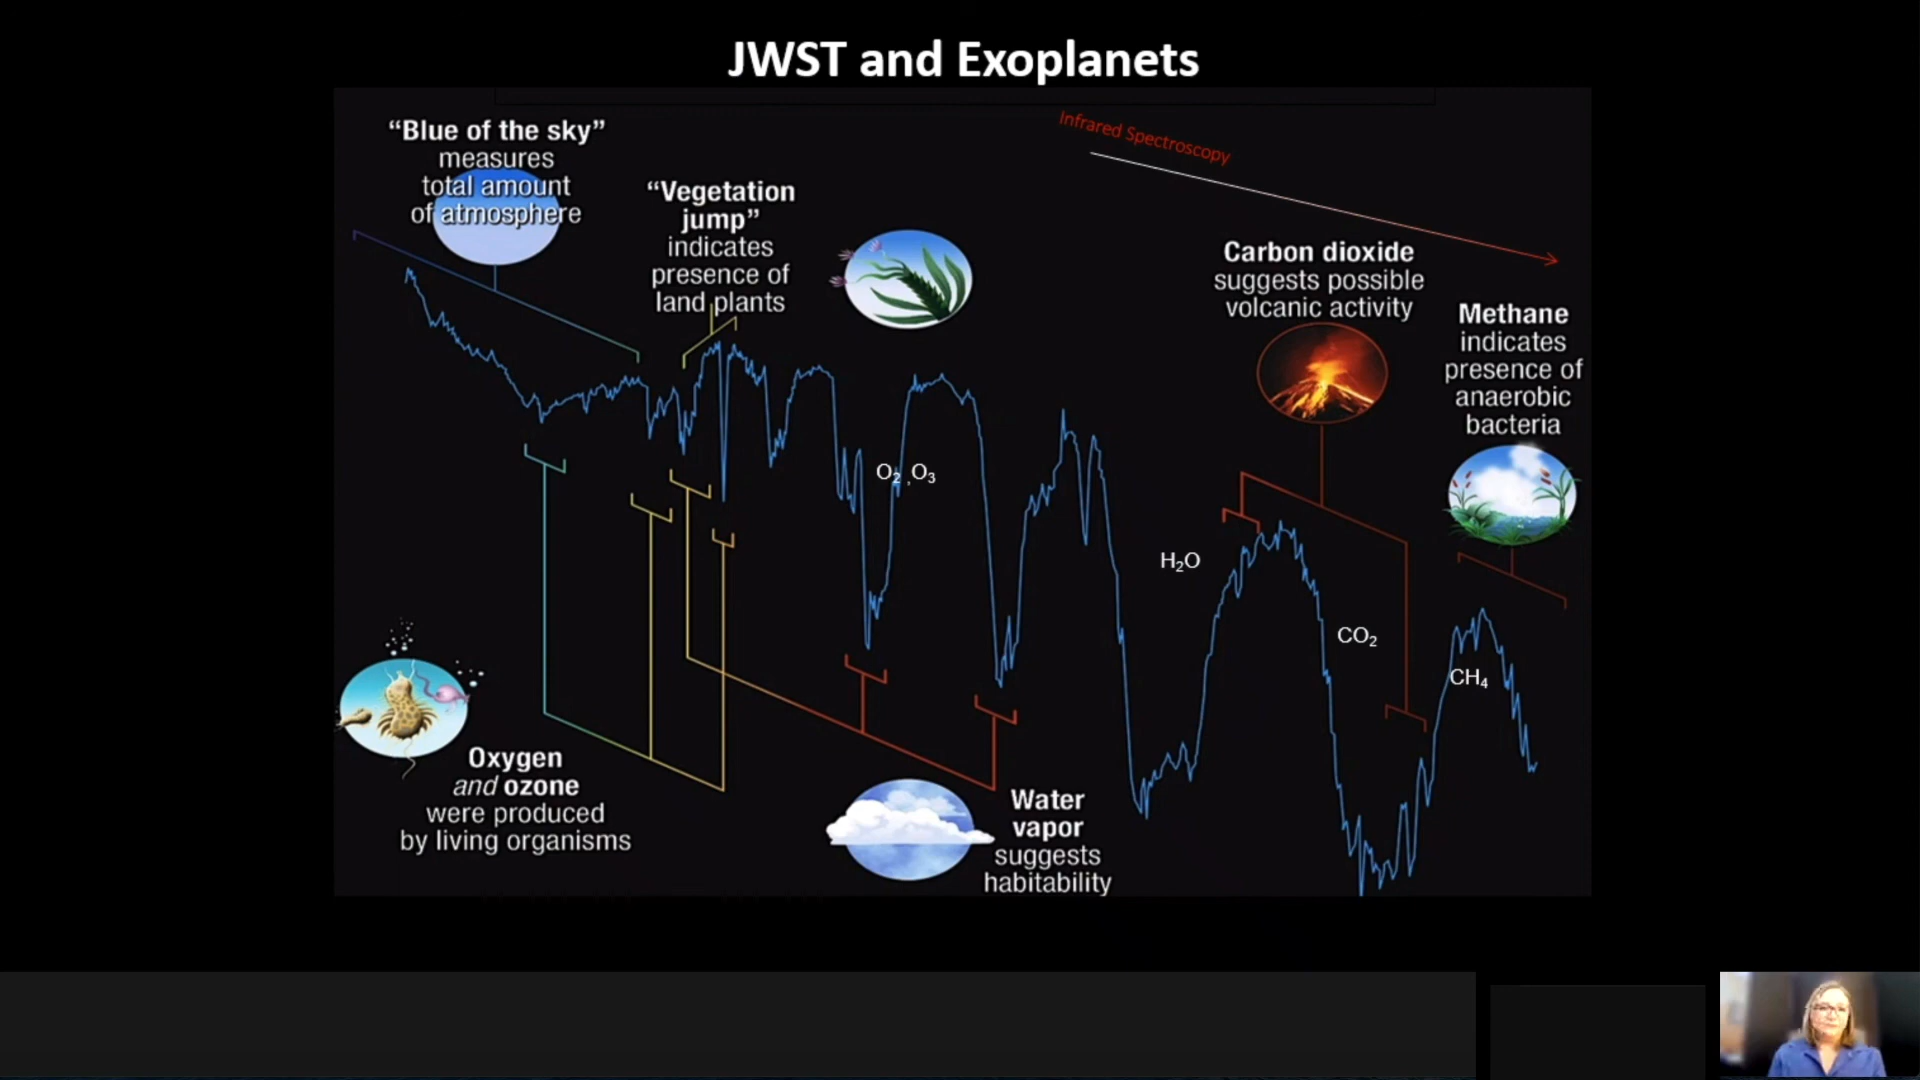 JWST and Exoplanets
“Blue of the sky”
measures
total amount
of atmosphere
“Vegetation
jump”
indicates
presence of
land plants
Infrared Spectroscopy
Carbon dioxide
suggests possible
volcanic activity
Methane
indicates
presence of
anaerobic
bacteria
O₂ , O₃
H₂O
CO₂
CH₄
Oxygen
and ozone
were produced
by living organisms
Water
vapor
suggests
habitability